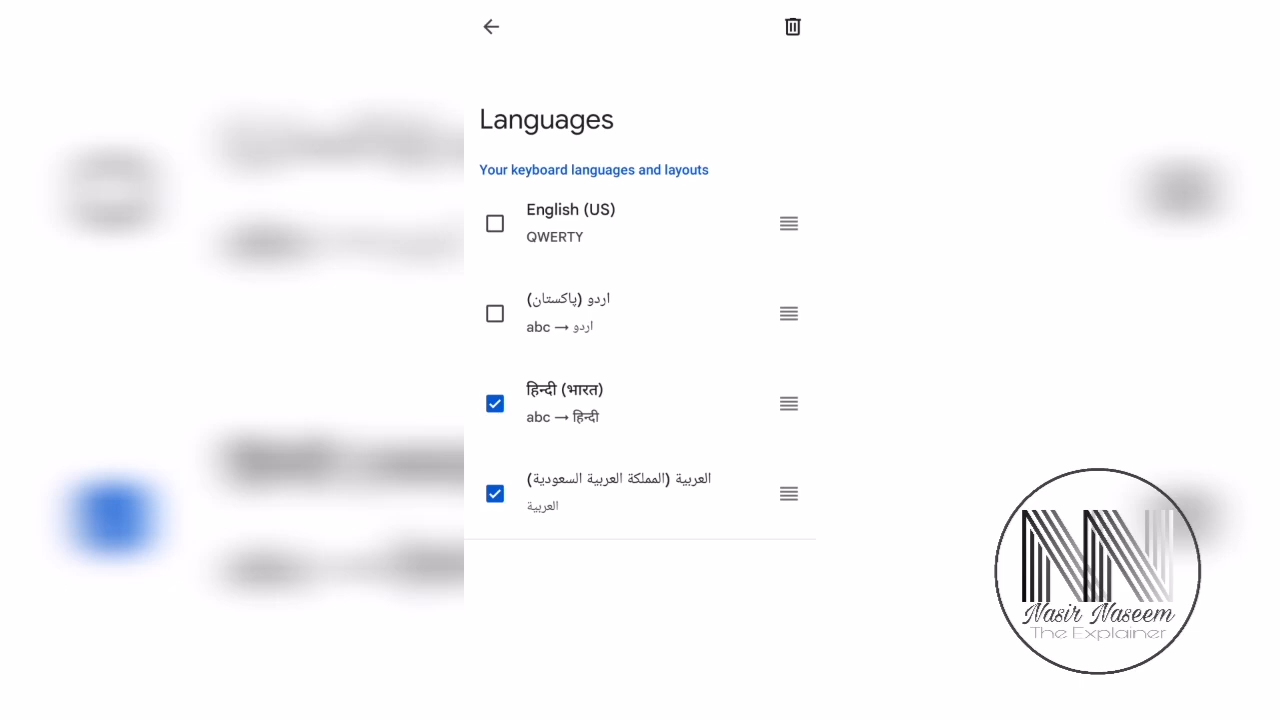 Languages
Your keyboard languages and layouts
English (US)
QWERTY
اردو (پاکستان)
abc → اردو
हिन्दी (भारत)
abc → हिन्दी
العربية (المملكة العربية السعودية)
العربية
NN
Nasir Naseem
The Explainer